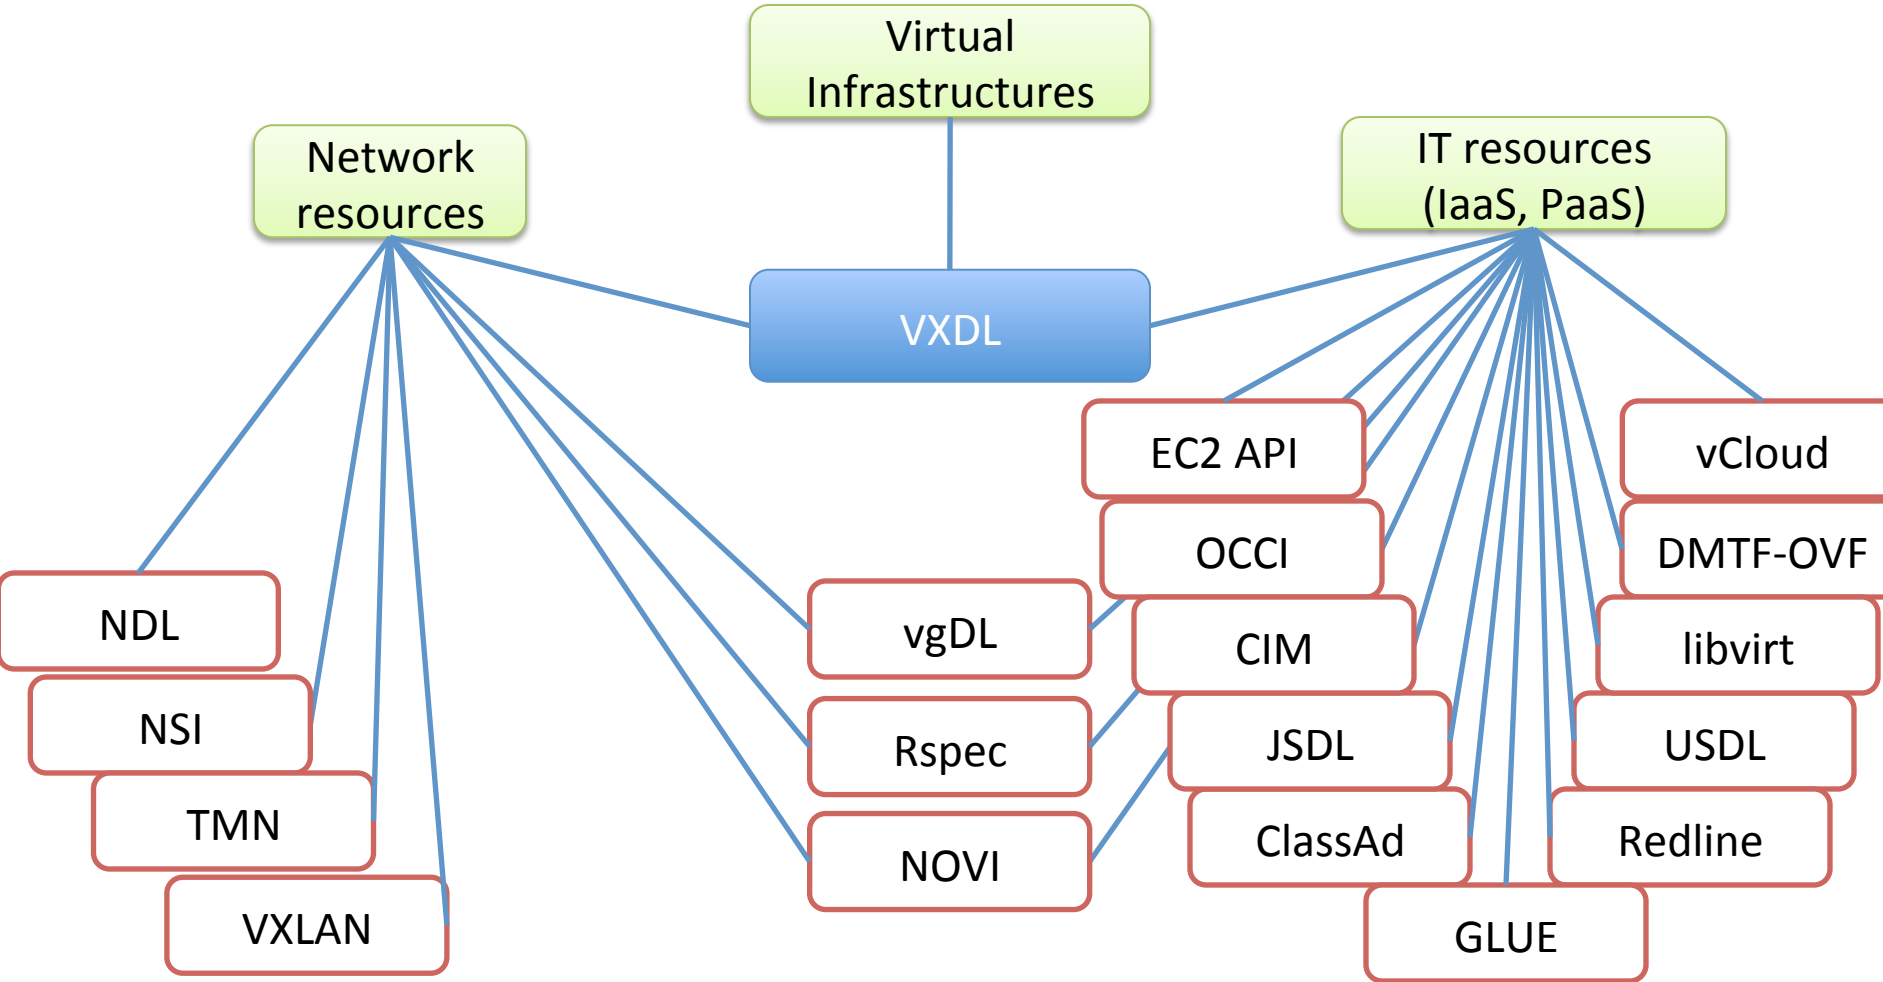 Virtual
Infrastructures
Network
resources
IT resources
(IaaS, PaaS)
VXDL
EC2 API
vCloud
OCCI
DMTF-OVF
NDL
vgDL
CIM
libvirt
NSI
Rspec
JSDL
USDL
TMN
NOVI
ClassAd
Redline
VXLAN
GLUE